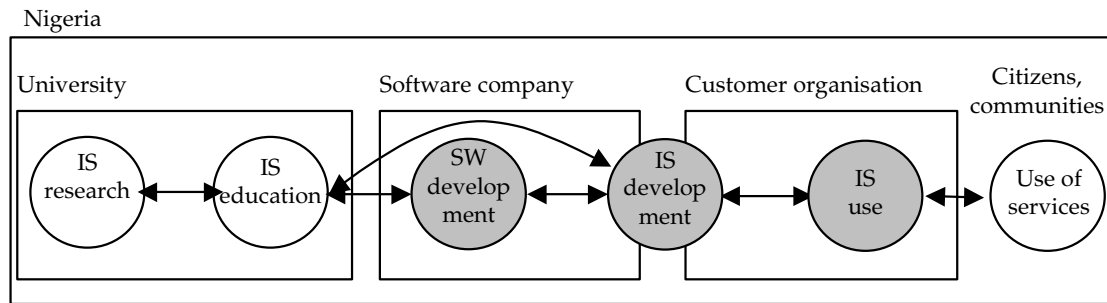 Nigeria
University
Software company
Customer organisation
Citizens,
communities
IS
research
IS
education
SW
develop
ment
IS
develop
ment
IS
use
Use of
services